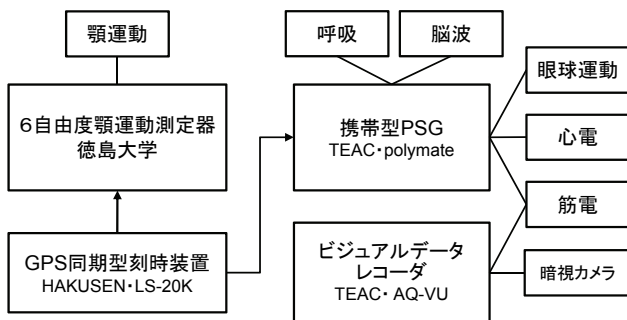 顎運動
呼吸
脳波
眼球運動
6自由度顎運動測定器
徳島大学
携帯型PSG
TEAC・polymate
心電
筋電
GPS同期型刻時装置
HAKUSEN・LS-20K
ビジュアルデータ
レコーダ
TEAC・ AQ-VU
暗視カメラ